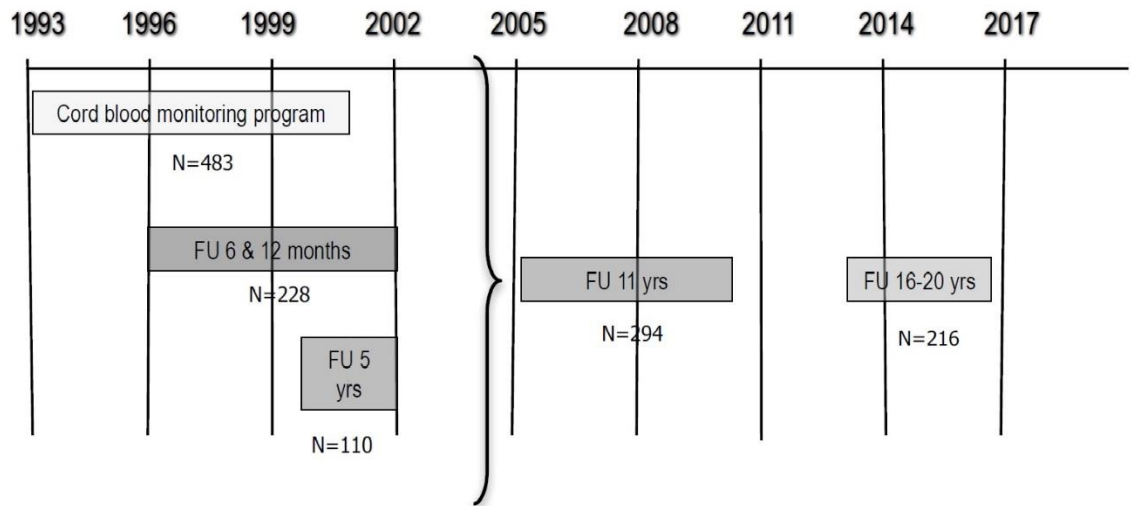 1993 1996 1999 2002 2005 2008 2011 2014 2017
Cord blood monitoring program
N=483
FU 6 & 12 months
N=228
FU 5
yrs
N=110
FU 11 yrs
N=294
FU 16-20 yrs
N=216